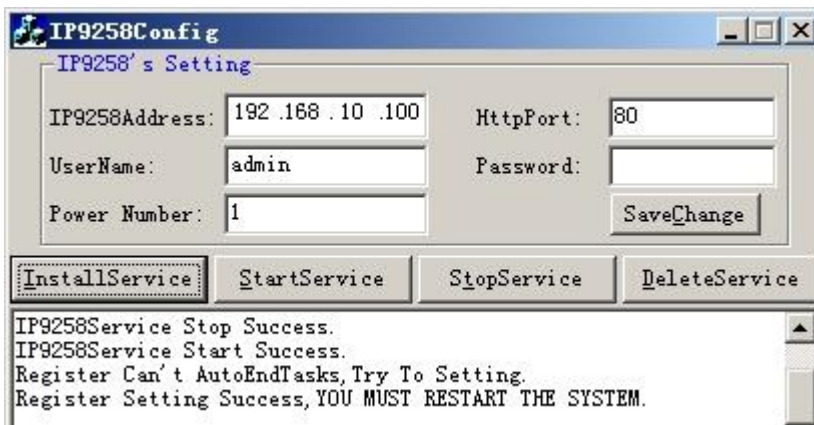 IP9258Config
IP9258's Setting
IP9258Address: 192 .168 . 10 .100 HttpPort: 80
UserName: admin Password:
Power Number: 1 SaveChange
InstallService StartService StopService DeleteService
IP9258Service Stop Success.
IP9258Service Start Success.
Register Can't AutoEndTasks,Try To Setting.
Register Setting Success,YOU MUST RESTART THE SYSTEM.